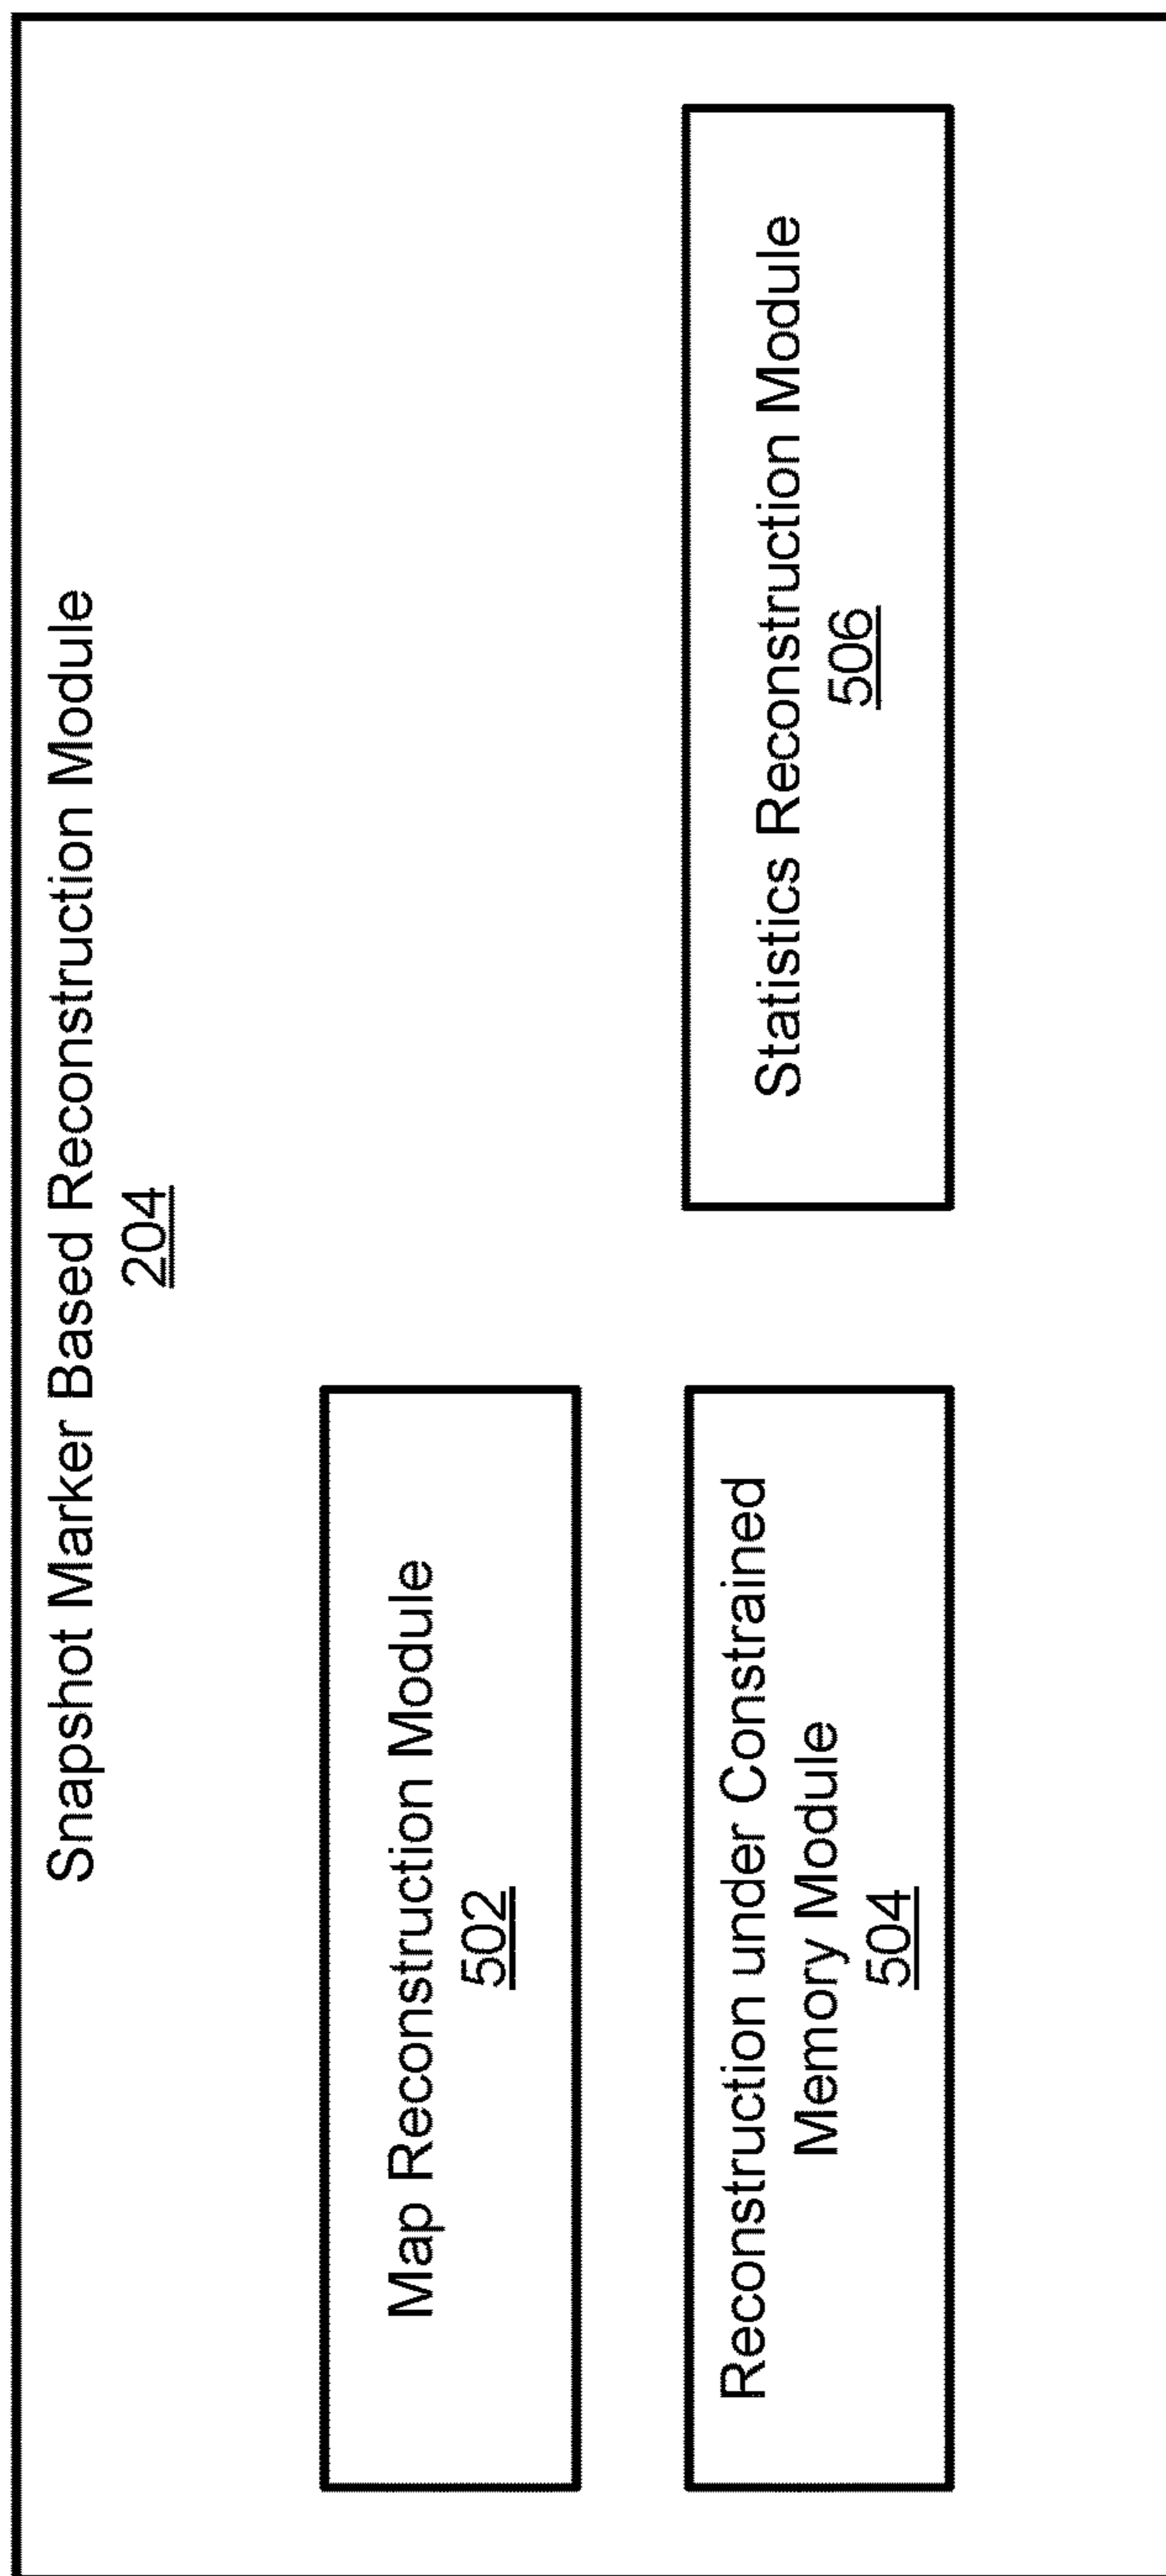 Snapshot Marker Based Reconstruction Module
204
Map Reconstruction Module
502
Reconstruction under Constrained
Memory Module
504
Statistics Reconstruction Module
506